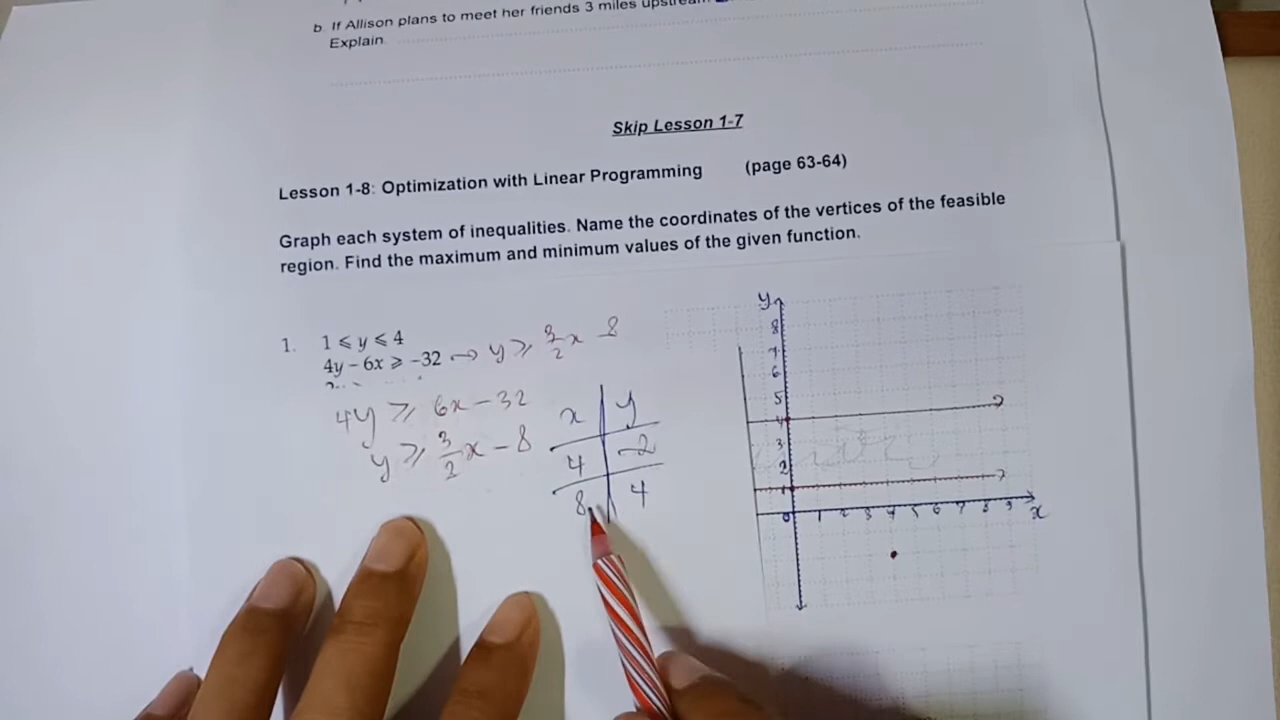 b. If Allison plans to meet her friends 3 miles upstream
Explain.
Skip Lesson 1-7
Lesson 1-8: Optimization with Linear Programming (page 63-64)
Graph each system of inequalities. Name the coordinates of the vertices of the feasible
region. Find the maximum and minimum values of the given function.
1. 1 ⩽ y ⩽ 4
4y – 6x ⩾ –32 → y ⩾ 3/2 x – 8
4y ⩾ 6x – 32
y ⩾ 3/2 x – 8
x | y
4 | -2
8 | 4
y
8
7
6
5
4
3
2
1
0 1 2 3 4 5 6 7 8 9 x